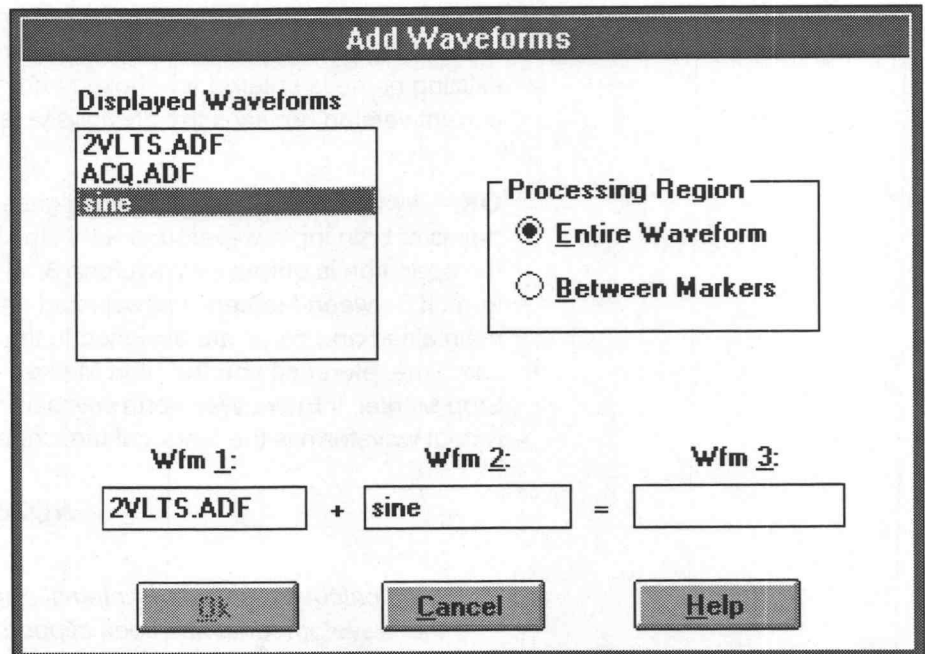 Add Waveforms
Displayed Waveforms
2VLTS.ADF
ACQ.ADF
sine
Processing Region
Entire Waveform
Between Markers
Wfm 1: Wfm 2: Wfm 3:
2VLTS.ADF + sine =
Ok Cancel Help